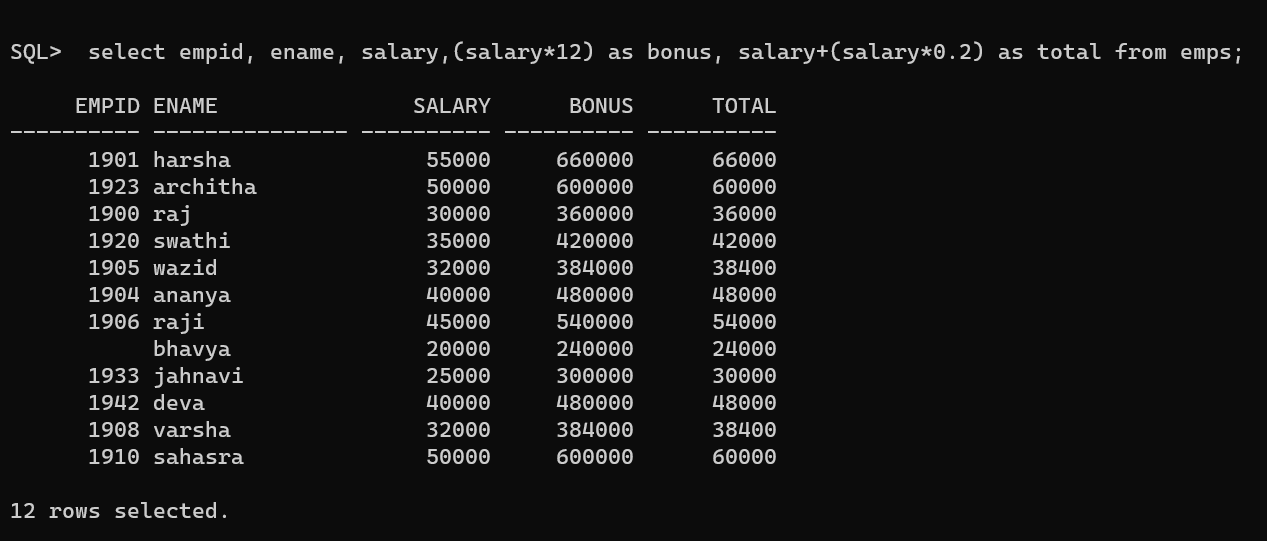 SQL>  select empid, ename, salary,(salary*12) as bonus, salary+(salary*0.2) as total from emps;
     EMPID ENAME               SALARY      BONUS      TOTAL
---------- --------------- ---------- ---------- ----------
      1901 harsha               55000     660000      66000
      1923 architha             50000     600000      60000
      1900 raj                  30000     360000      36000
      1920 swathi               35000     420000      42000
      1905 wazid                32000     384000      38400
      1904 ananya               40000     480000      48000
      1906 raji                 45000     540000      54000
           bhavya               20000     240000      24000
      1933 jahnavi              25000     300000      30000
      1942 deva                 40000     480000      48000
      1908 varsha               32000     384000      38400
      1910 sahasra              50000     600000      60000
12 rows selected.